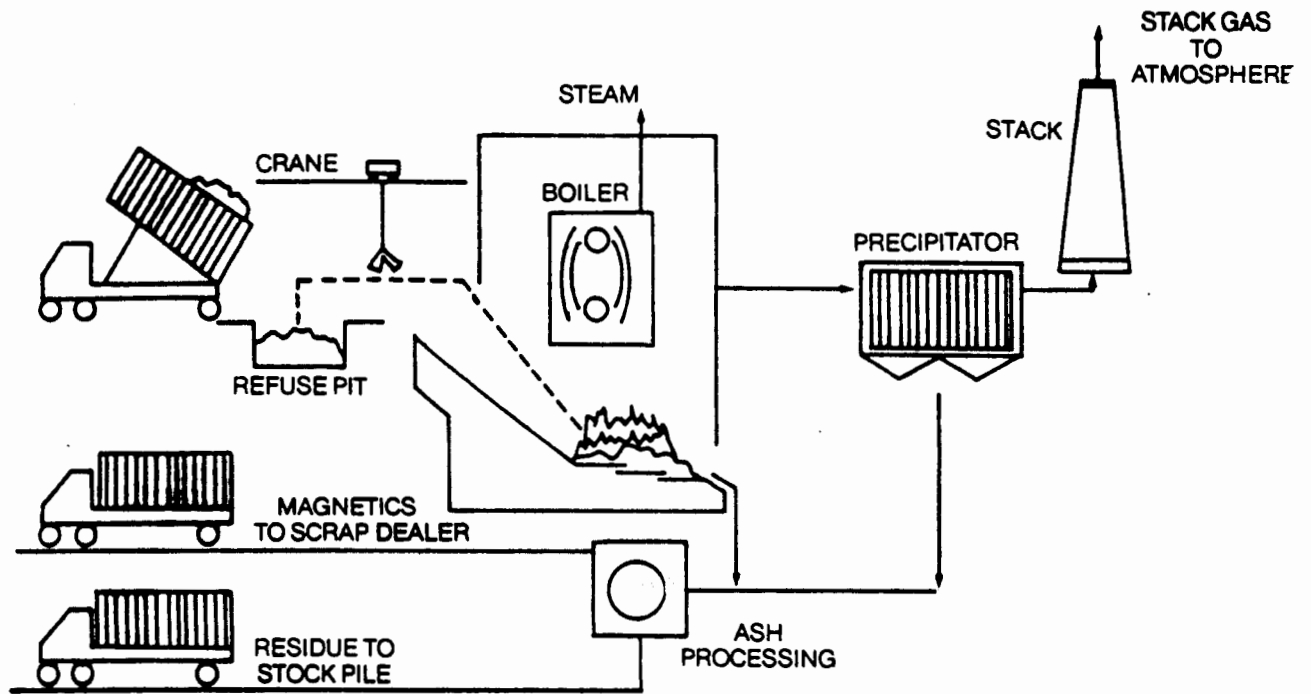 STACK GAS
TO
ATMOSPHERE
STEAM
STACK
CRANE
BOILER
PRECIPITATOR
REFUSE PIT
MAGNETICS
TO SCRAP DEALER
ASH
PROCESSING
RESIDUE TO
STOCK PILE